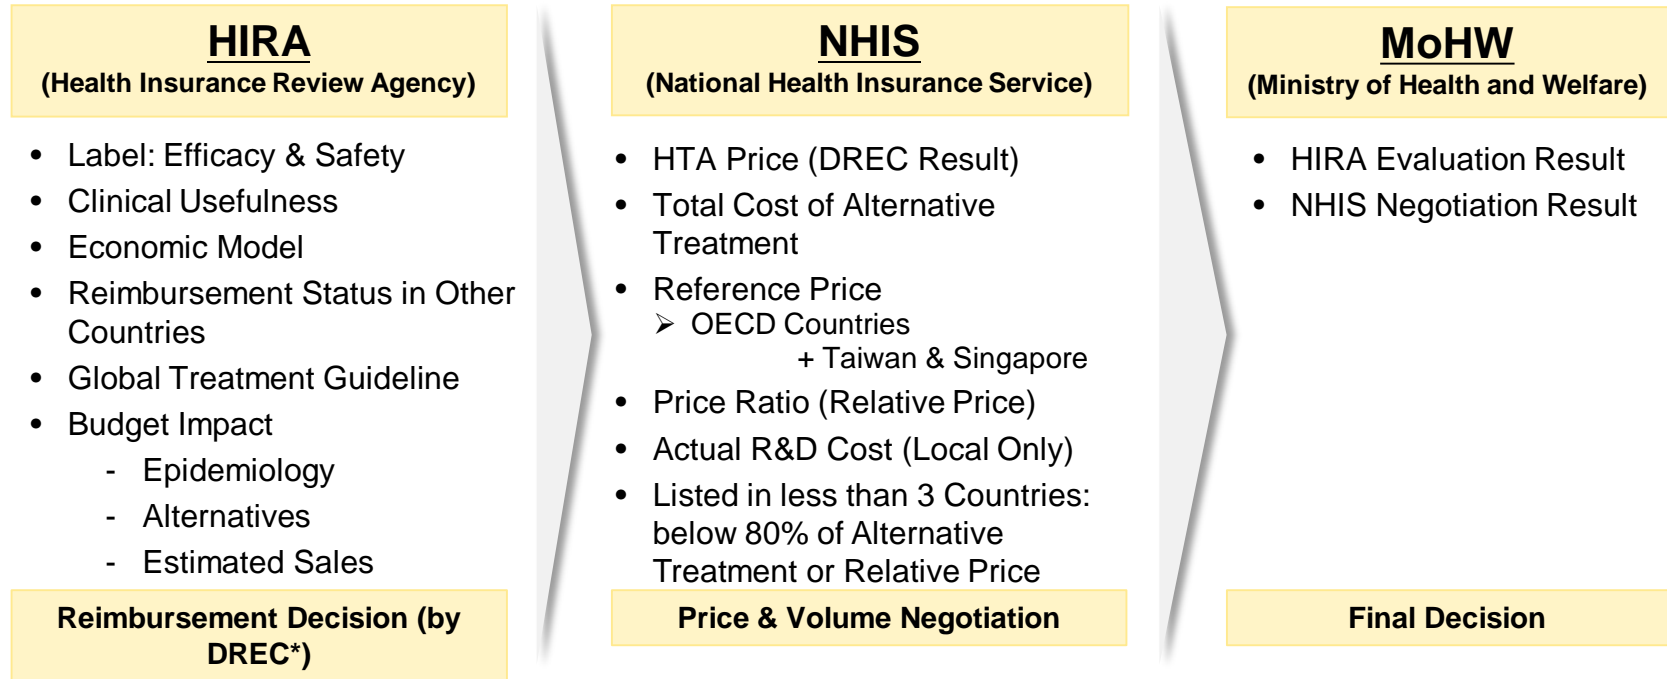 HIRA
(Health Insurance Review Agency)
• Label: Efficacy & Safety
• Clinical Usefulness
• Economic Model
• Reimbursement Status in Other
Countries
• Global Treatment Guideline
• Budget Impact
- Epidemiology
- Alternatives
- Estimated Sales
Reimbursement Decision (by
DREC*)
NHIS
(National Health Insurance Service)
• HTA Price (DREC Result)
• Total Cost of Alternative
Treatment
• Reference Price
➢ OECD Countries
+ Taiwan & Singapore
• Price Ratio (Relative Price)
• Actual R&D Cost (Local Only)
• Listed in less than 3 Countries:
below 80% of Alternative
Treatment or Relative Price
Price & Volume Negotiation
MoHW
(Ministry of Health and Welfare)
• HIRA Evaluation Result
• NHIS Negotiation Result
Final Decision